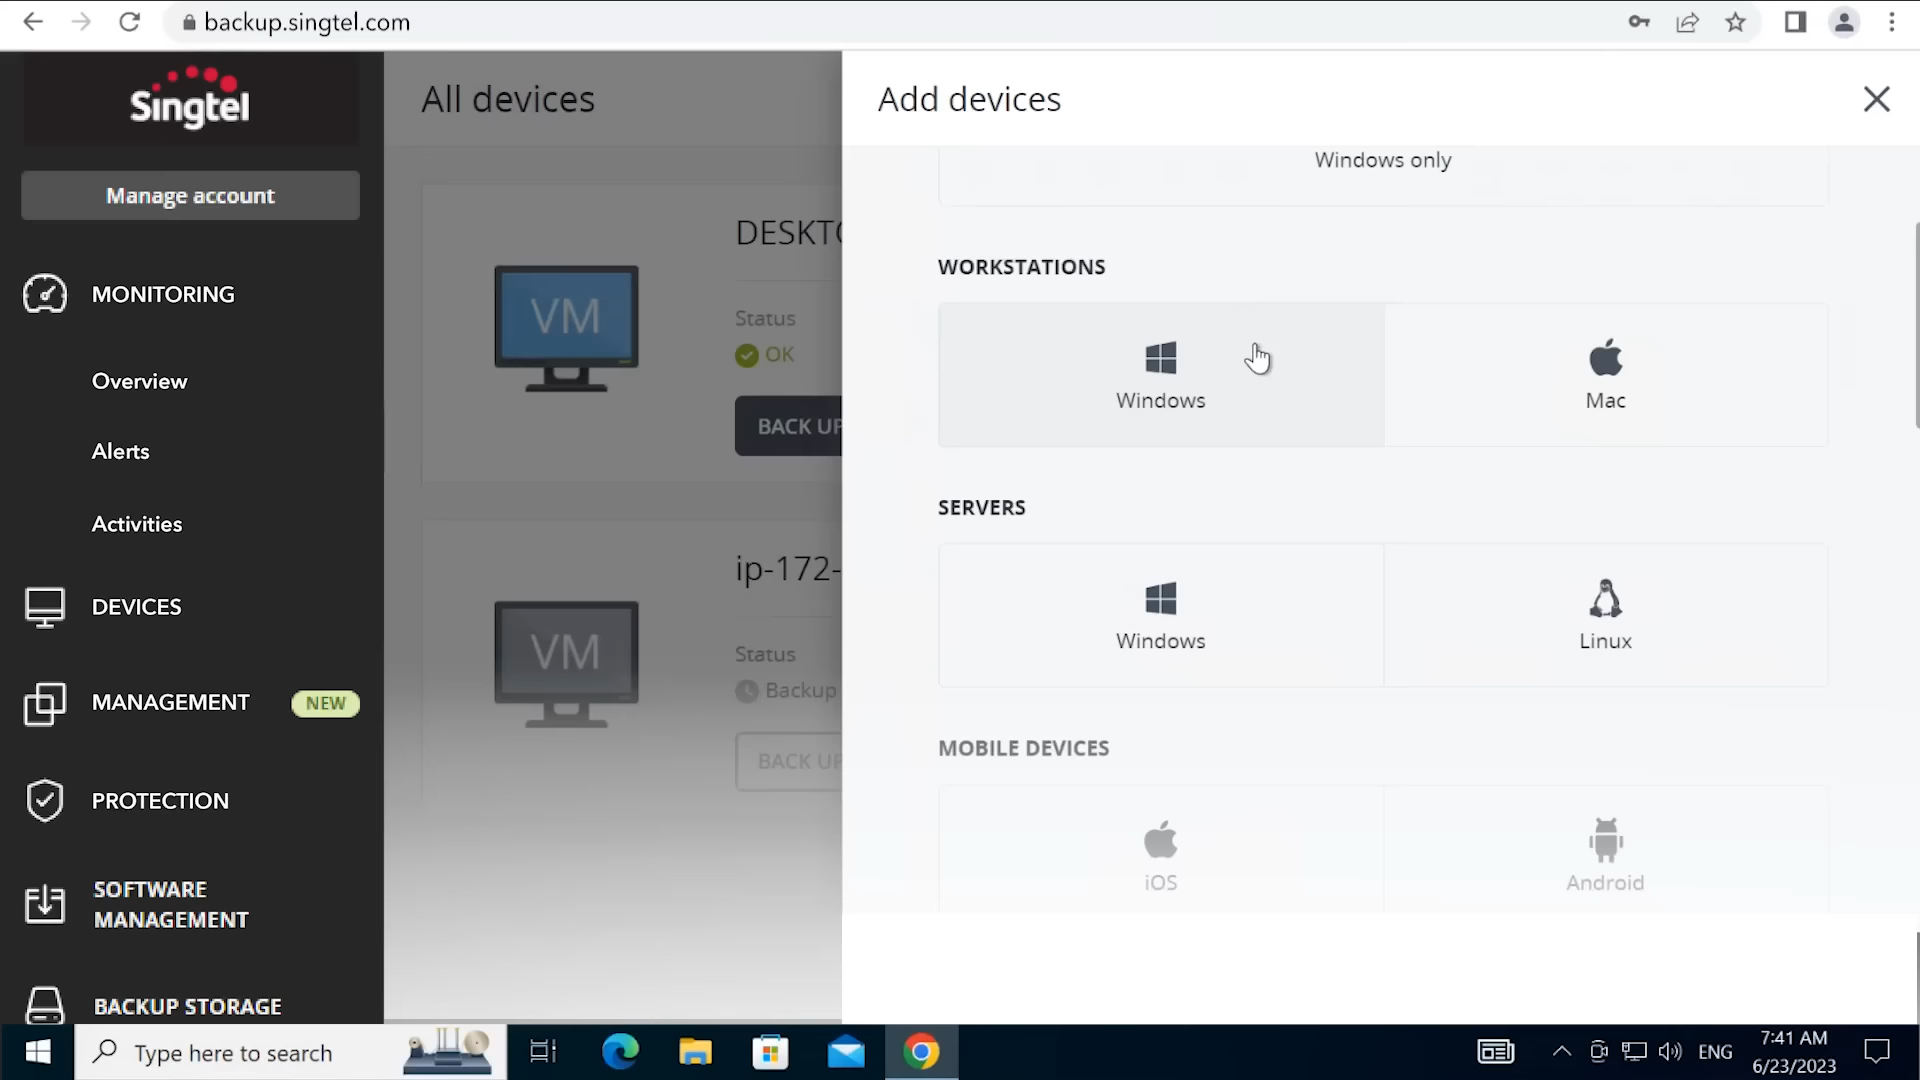 backup.singtel.com
Singtel
Manage account
MONITORING
Overview
Alerts
Activities
DEVICES
MANAGEMENT
NEW
PROTECTION
SOFTWARE
MANAGEMENT
BACKUP STORAGE
All devices
VM
DESKTO
Status
OK
BACK UP
VM
ip-172-
Status
Backup
BACK UP
Add devices
Windows only
WORKSTATIONS
Windows
Mac
SERVERS
Windows
Linux
MOBILE DEVICES
iOS
Android
Type here to search
ENG
7:41 AM
6/23/2023